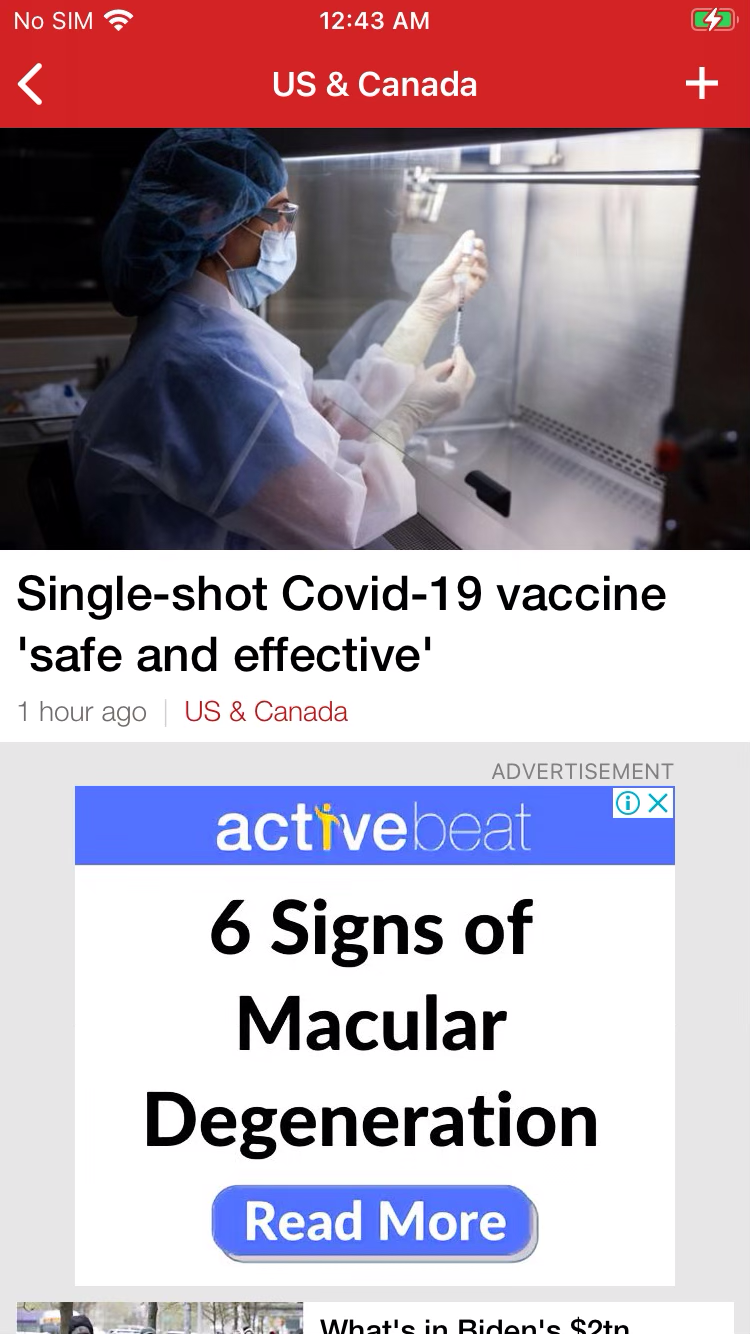 No SIM 12:43 AM
US & Canada
Single-shot Covid-19 vaccine
'safe and effective'
1 hour ago | US & Canada
ADVERTISEMENT
activebeat
6 Signs of
Macular
Degeneration
Read More
What's in Biden's $2tn